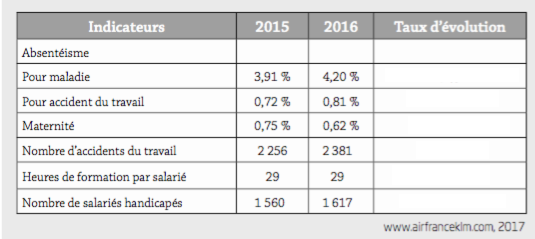 Indicateurs 2015 2016 Taux d'évolution
Absentéisme
Pour maladie 3,91 % 4,20 %
Pour accident du travail 0,72 % 0,81 %
Maternité 0,75 % 0,62 %
Nombre d'accidents du travail 2 256 2 381
Heures de formation par salarié 29 29
Nombre de salariés handicapés 1 560 1 617
www.airfranceklm.com, 2017